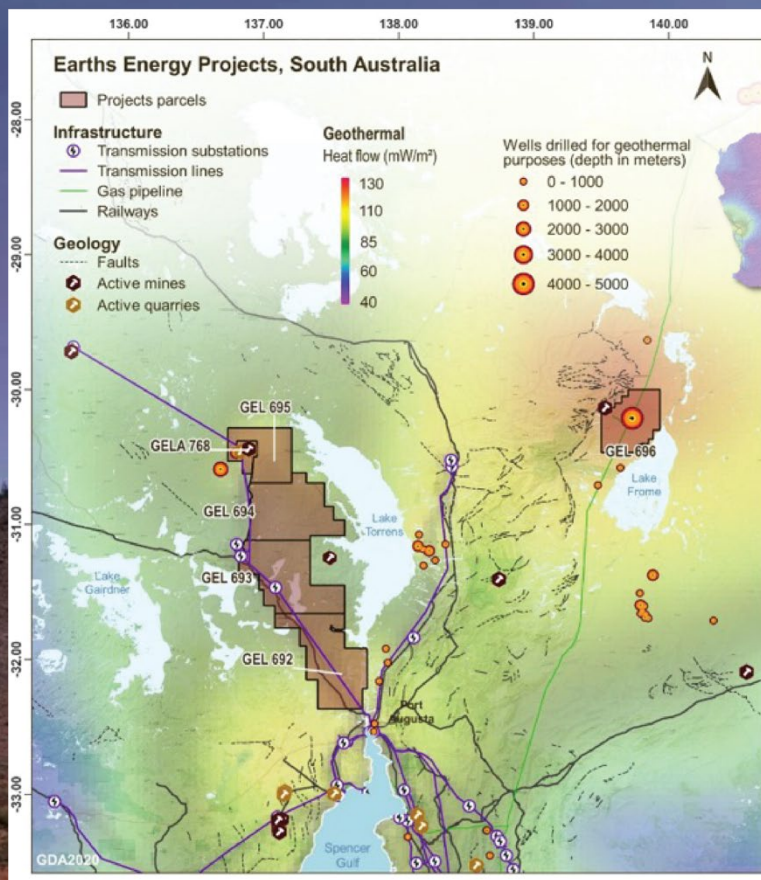 136.00 137.00 138.00 139.00 140.00
Earths Energy Projects, South Australia
N
Projects parcels
Infrastructure
Transmission substations
Transmission lines
Gas pipeline
Railways
Geology
Faults
Active mines
Active quarries
Geothermal
Heat flow (mW/m²)
130
110
85
60
40
Wells drilled for geothermal
purposes (depth in meters)
0 - 1000
1000 - 2000
2000 - 3000
3000 - 4000
4000 - 5000
-28.00
-29.00
-30.00
-31.00
-32.00
-33.00
GEL 695
GELA 768
GEL 696
Lake
Frome
GEL 694
Lake
Torrens
GEL 693
Lake
Gairdner
GEL 692
Port
Augusta
Spencer
Gulf
GDA2020